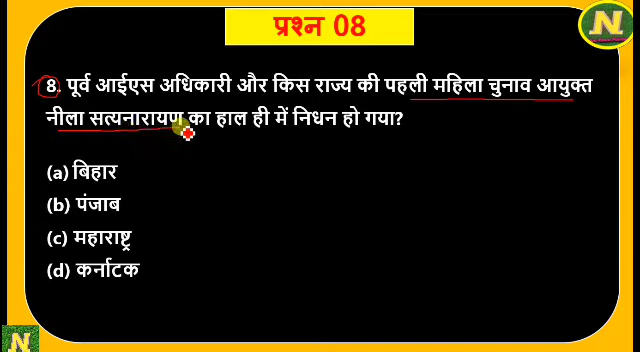 प्रश्न 08
N
8. पूर्व आईएस अधिकारी और किस राज्य की पहली महिला चुनाव आयुक्त
नीला सत्यनारायण का हाल ही में निधन हो गया?
(a) बिहार
(b) पंजाब
(c) महाराष्ट्र
(d) कर्नाटक
N